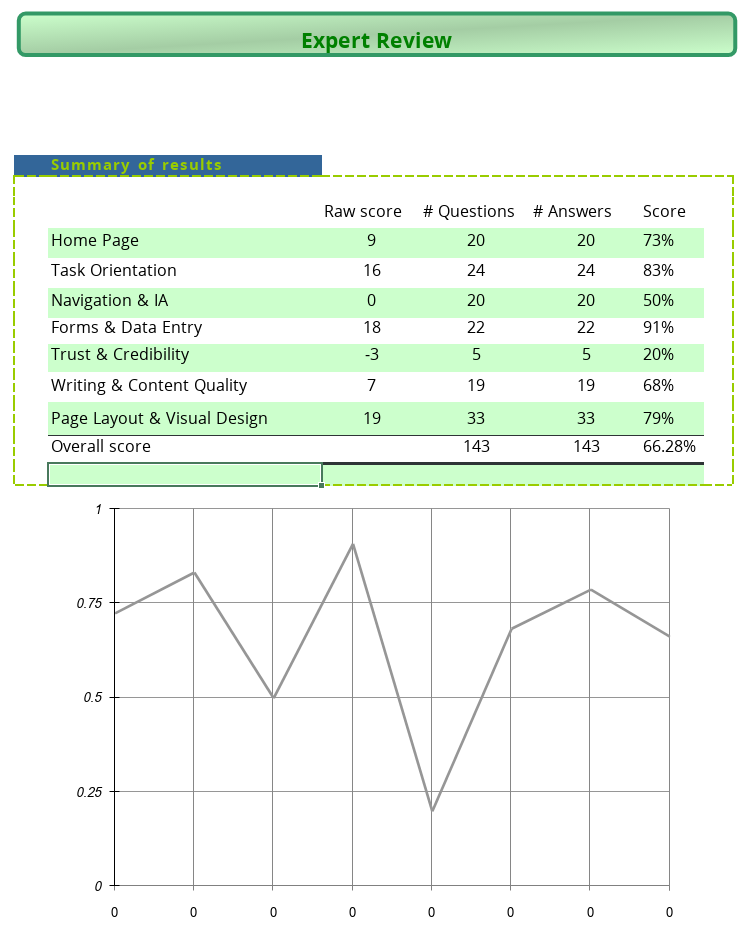 Expert Review
Summary of results
Raw score # Questions # Answers Score
Home Page 9 20 20 73%
Task Orientation 16 24 24 83%
Navigation & IA 0 20 20 50%
Forms & Data Entry 18 22 22 91%
Trust & Credibility -3 5 5 20%
Writing & Content Quality 7 19 19 68%
Page Layout & Visual Design 19 33 33 79%
Overall score 143 143 66.28%
1
0.75
0.5
0.25
0
0 0 0 0 0 0 0 0